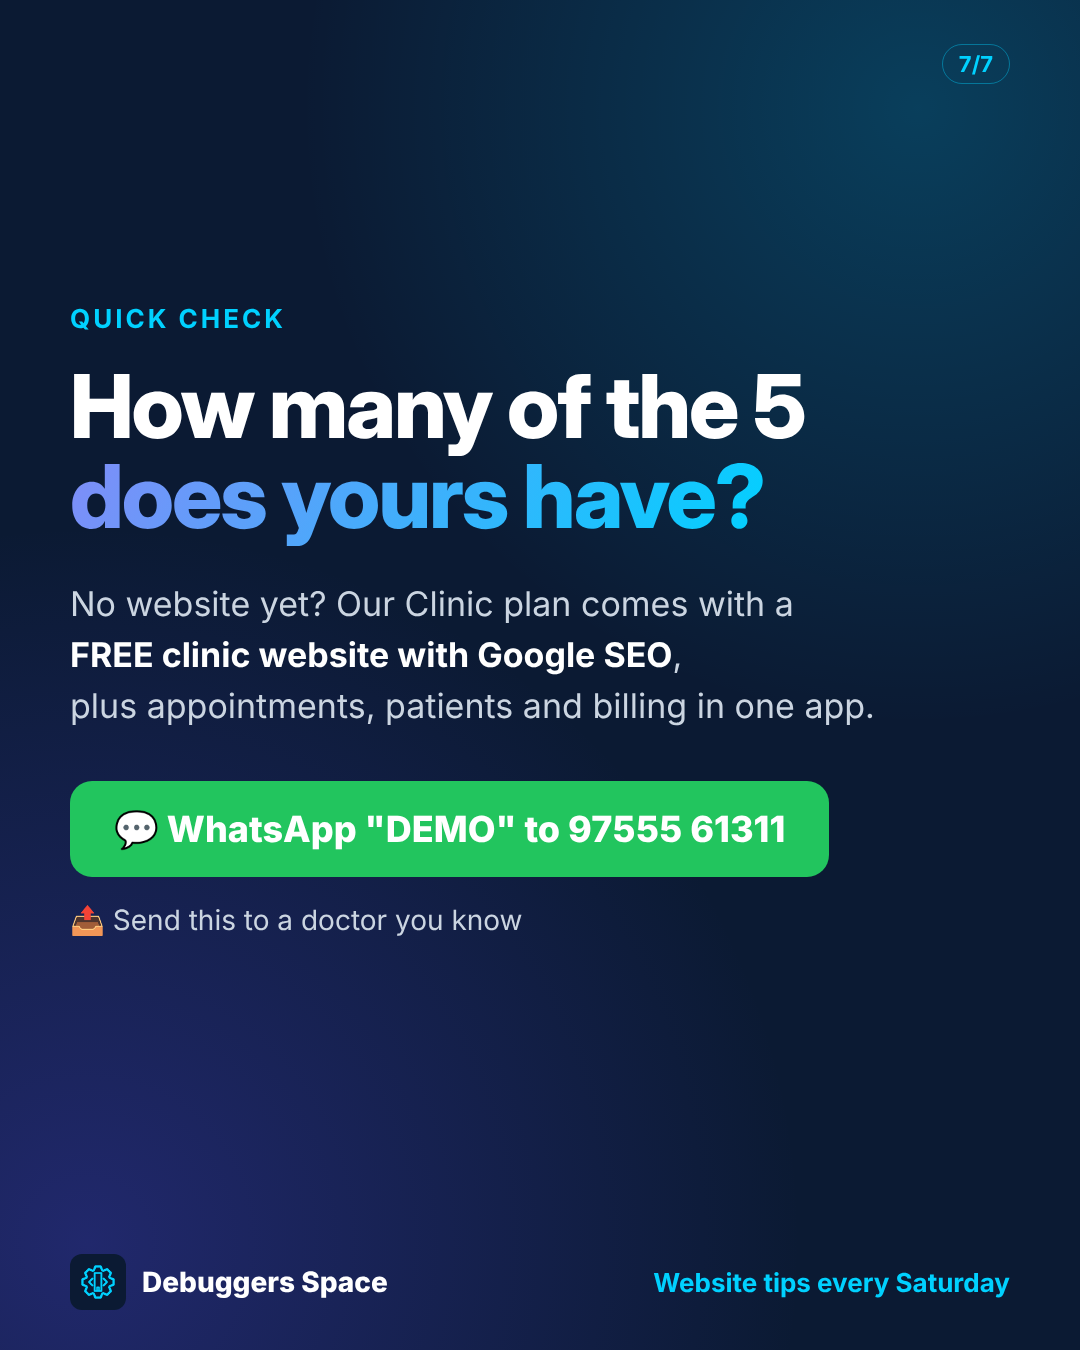 7/7
QUICK CHECK
How many of the 5
does yours have?
No website yet? Our Clinic plan comes with a
FREE clinic website with Google SEO,
plus appointments, patients and billing in one app.
💬 WhatsApp "DEMO" to 97555 61311
📤 Send this to a doctor you know
Debuggers Space
Website tips every Saturday